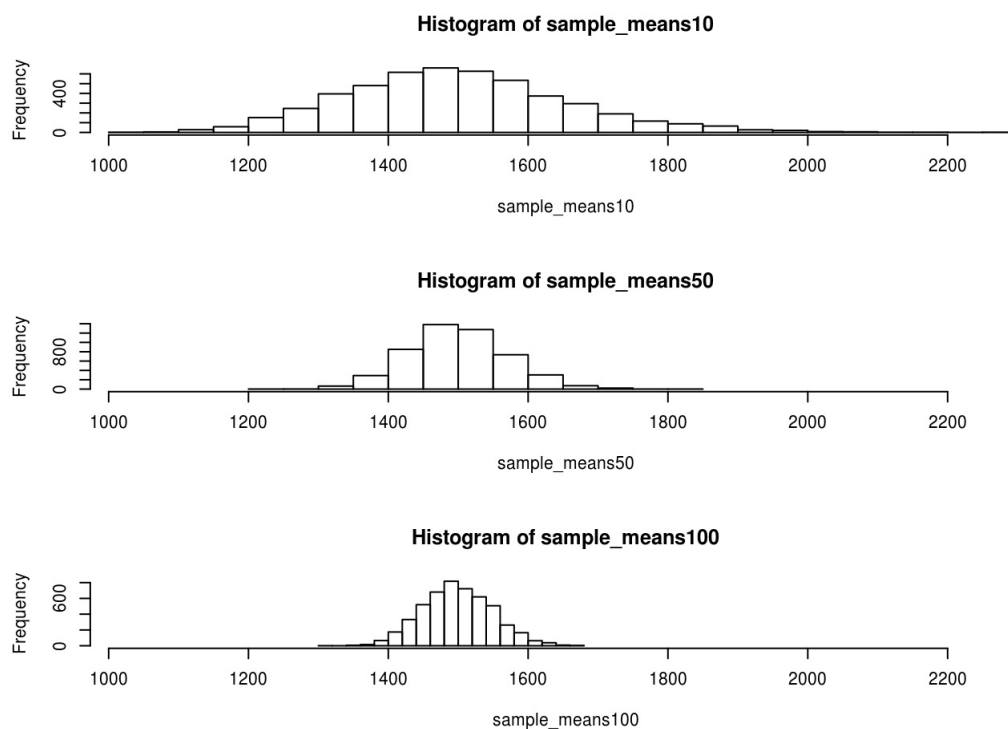 Histogram of sample_means10
Frequency
400
0
1000 1200 1400 1600 1800 2000 2200
sample_means10
Histogram of sample_means50
Frequency
800
0
1000 1200 1400 1600 1800 2000 2200
sample_means50
Histogram of sample_means100
Frequency
600
0
1000 1200 1400 1600 1800 2000 2200
sample_means100